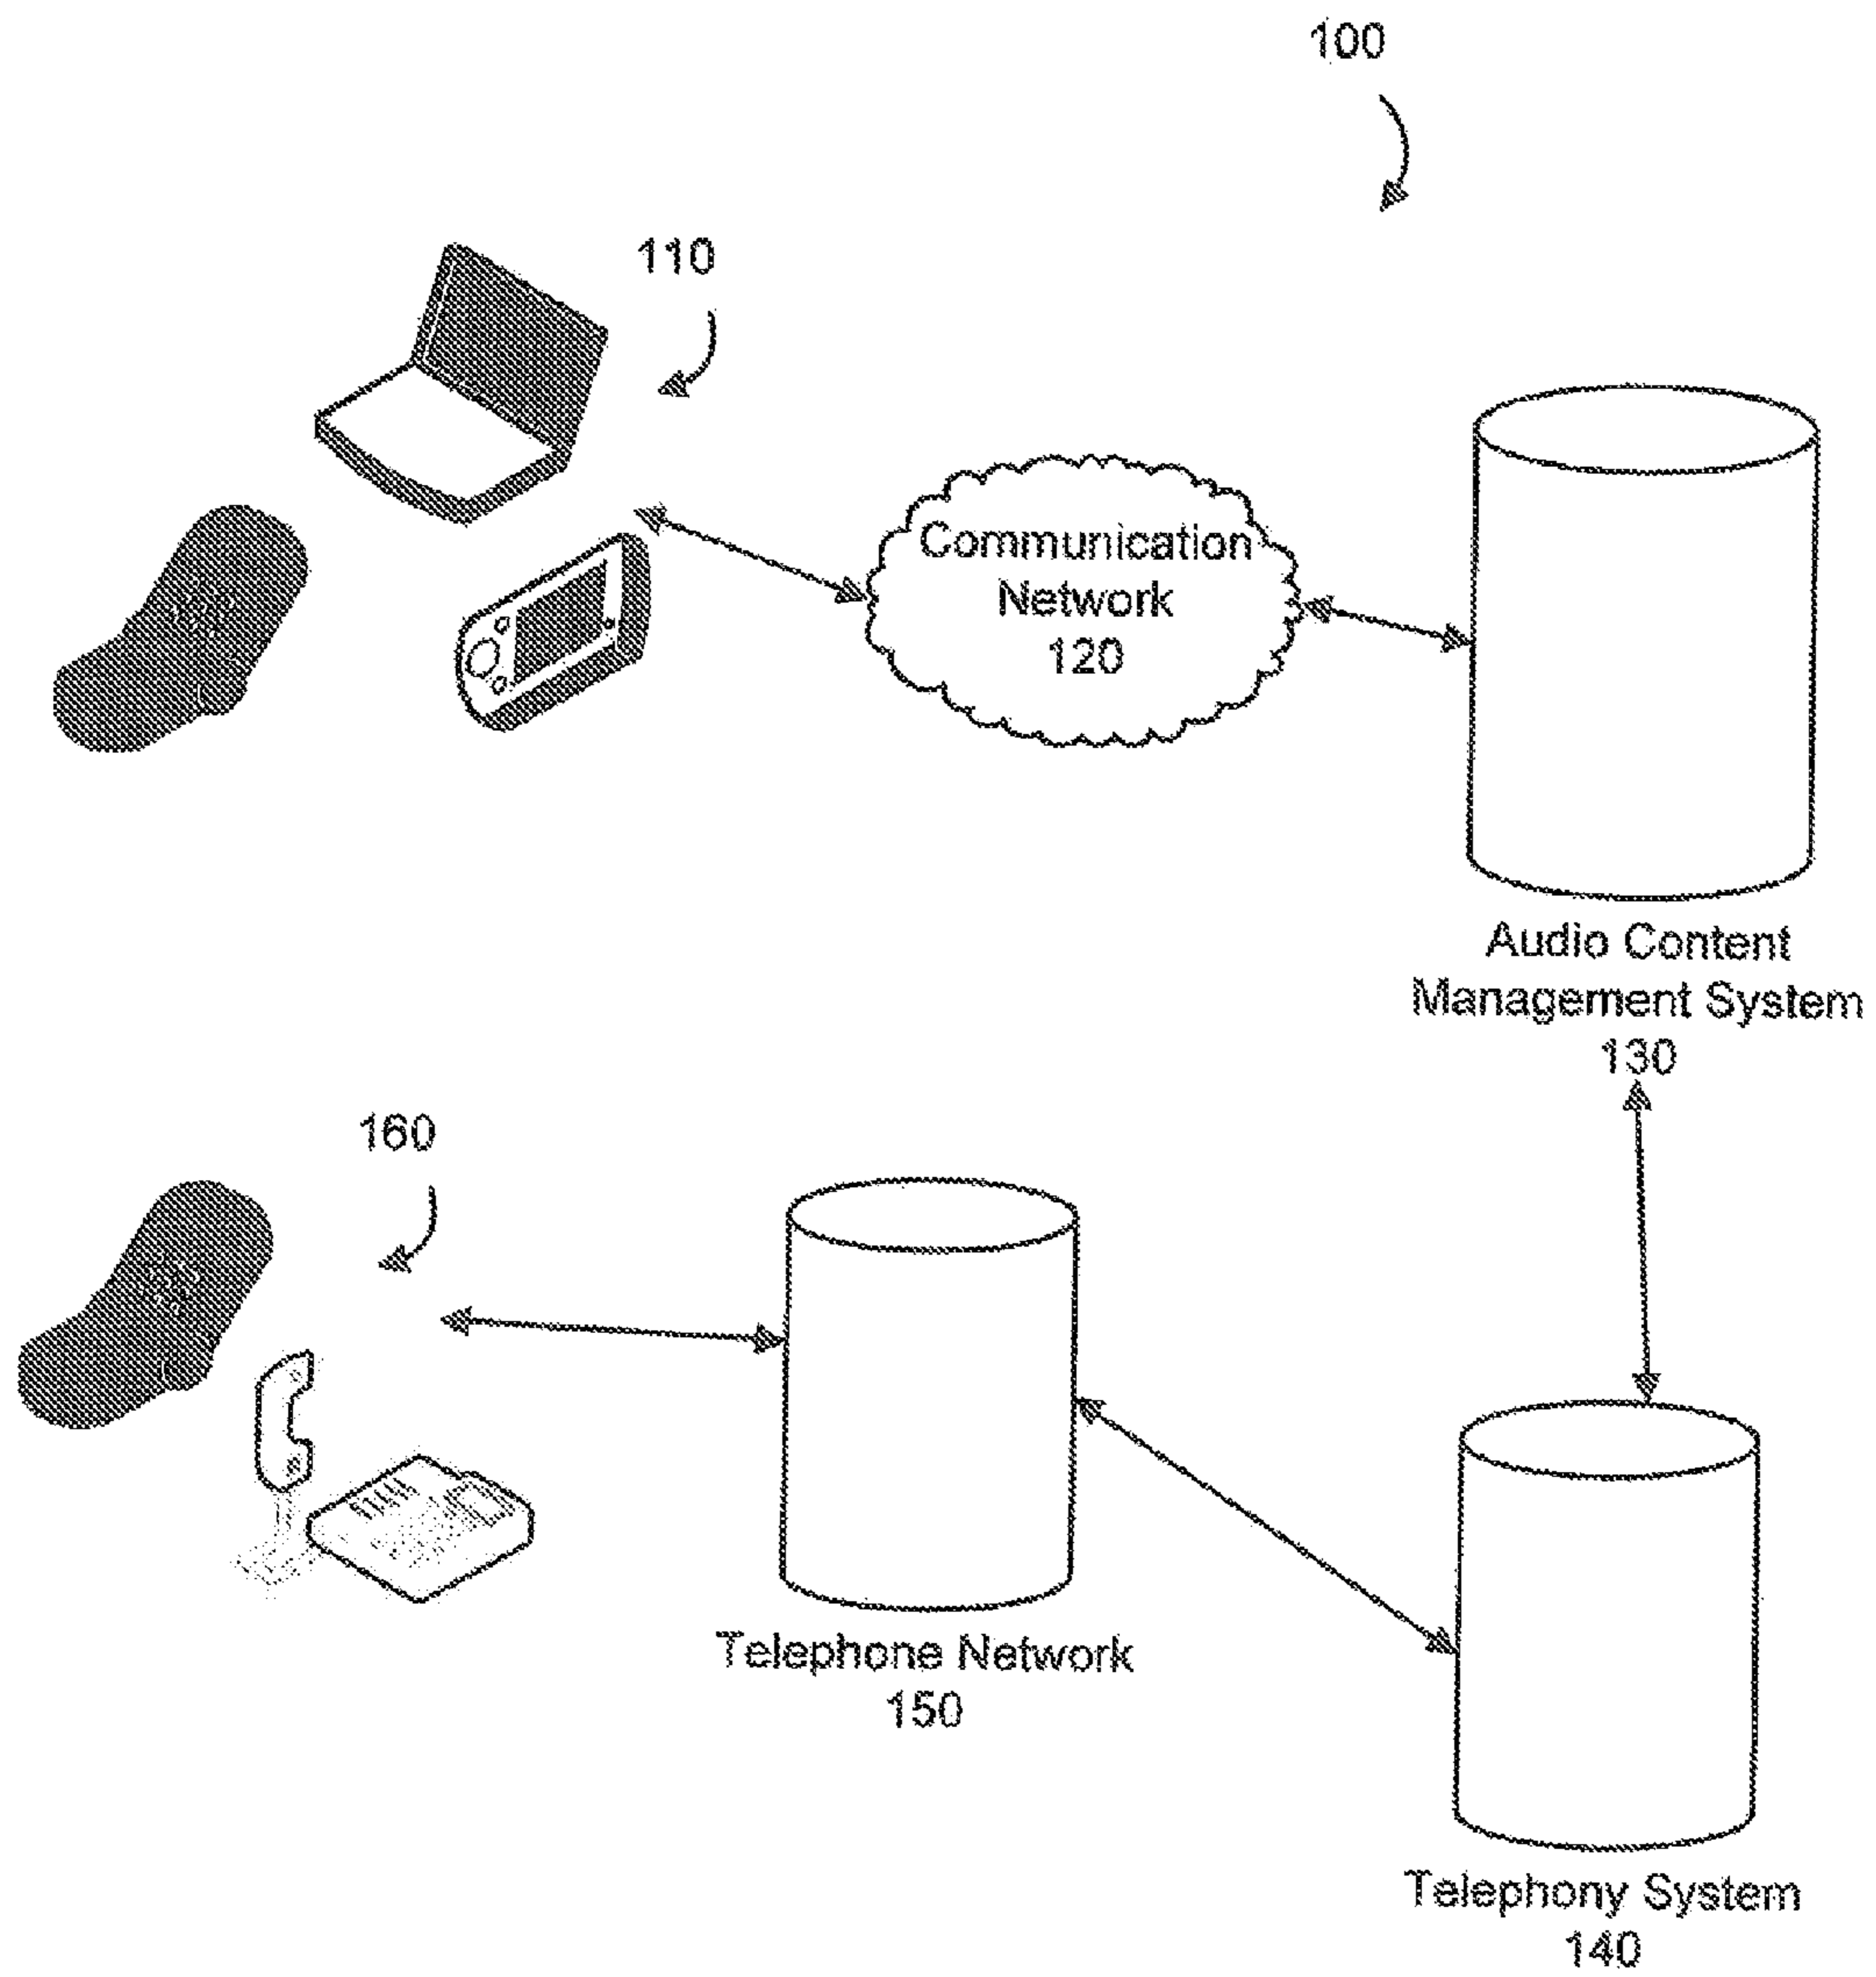 100
110
Communication
Network
120
Audio Content
Management System
130
160
Telephone Network
150
Telephony System
140